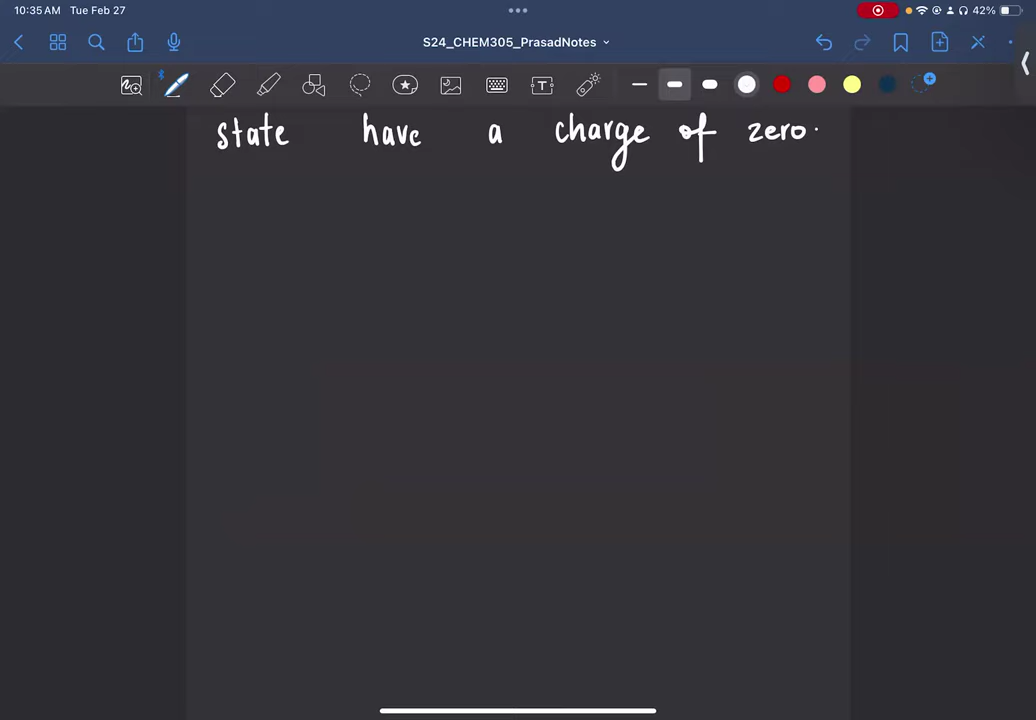 10:35 AM Tue Feb 27 42%
S24_CHEM305_PrasadNotes
state have a charge of zero.